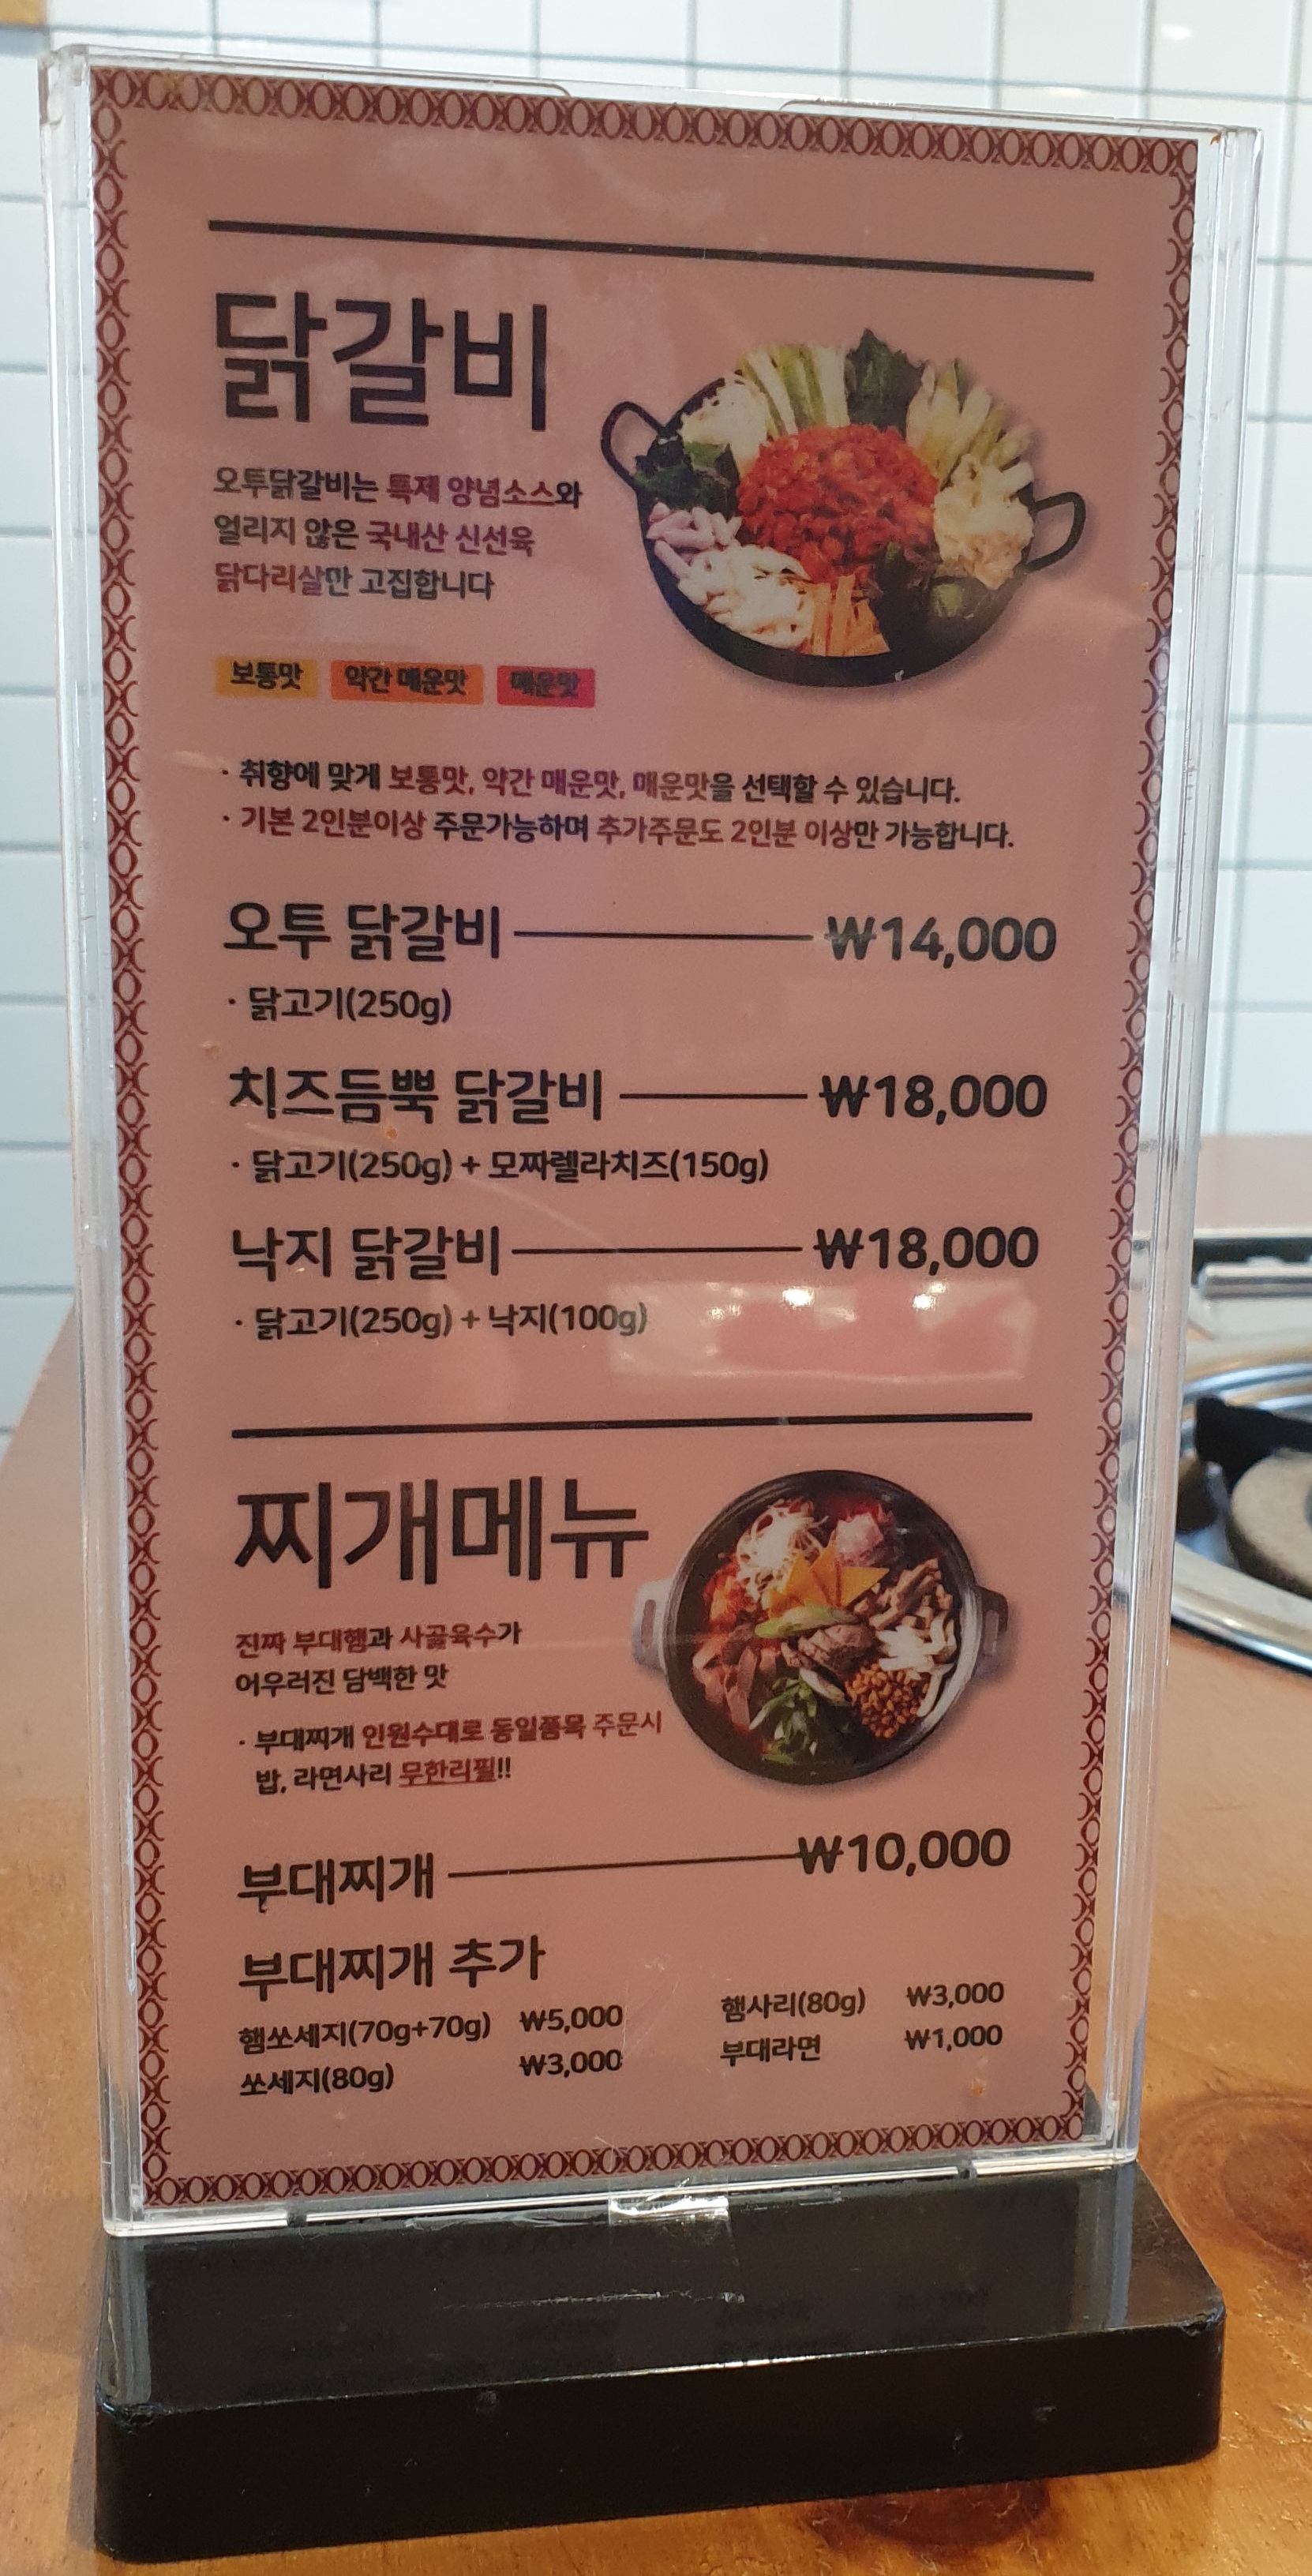 닭갈비
오투닭갈비는 특제 양념소스와
얼리지 않은 국내산 신선육
닭다리살만 고집합니다
보통맛 약간 매운맛 매운맛
· 취향에 맞게 보통맛, 약간 매운맛, 매운맛을 선택할 수 있습니다.
· 기본 2인분이상 주문가능하며 추가주문도 2인분 이상만 가능합니다.
오투 닭갈비 ₩14,000
· 닭고기(250g)
치즈듬뿍 닭갈비 ₩18,000
· 닭고기(250g) + 모짜렐라치즈(150g)
낙지 닭갈비 ₩18,000
· 닭고기(250g) + 낙지(100g)
찌개메뉴
진짜 부대햄과 사골육수가
어우러진 담백한 맛
· 부대찌개 인원수대로 동일품목 주문시
밥, 라면사리 무한리필!!
부대찌개 ₩10,000
부대찌개 추가
햄쏘세지(70g+70g) ₩5,000 햄사리(80g) ₩3,000
쏘세지(80g) ₩3,000 부대라면 ₩1,000